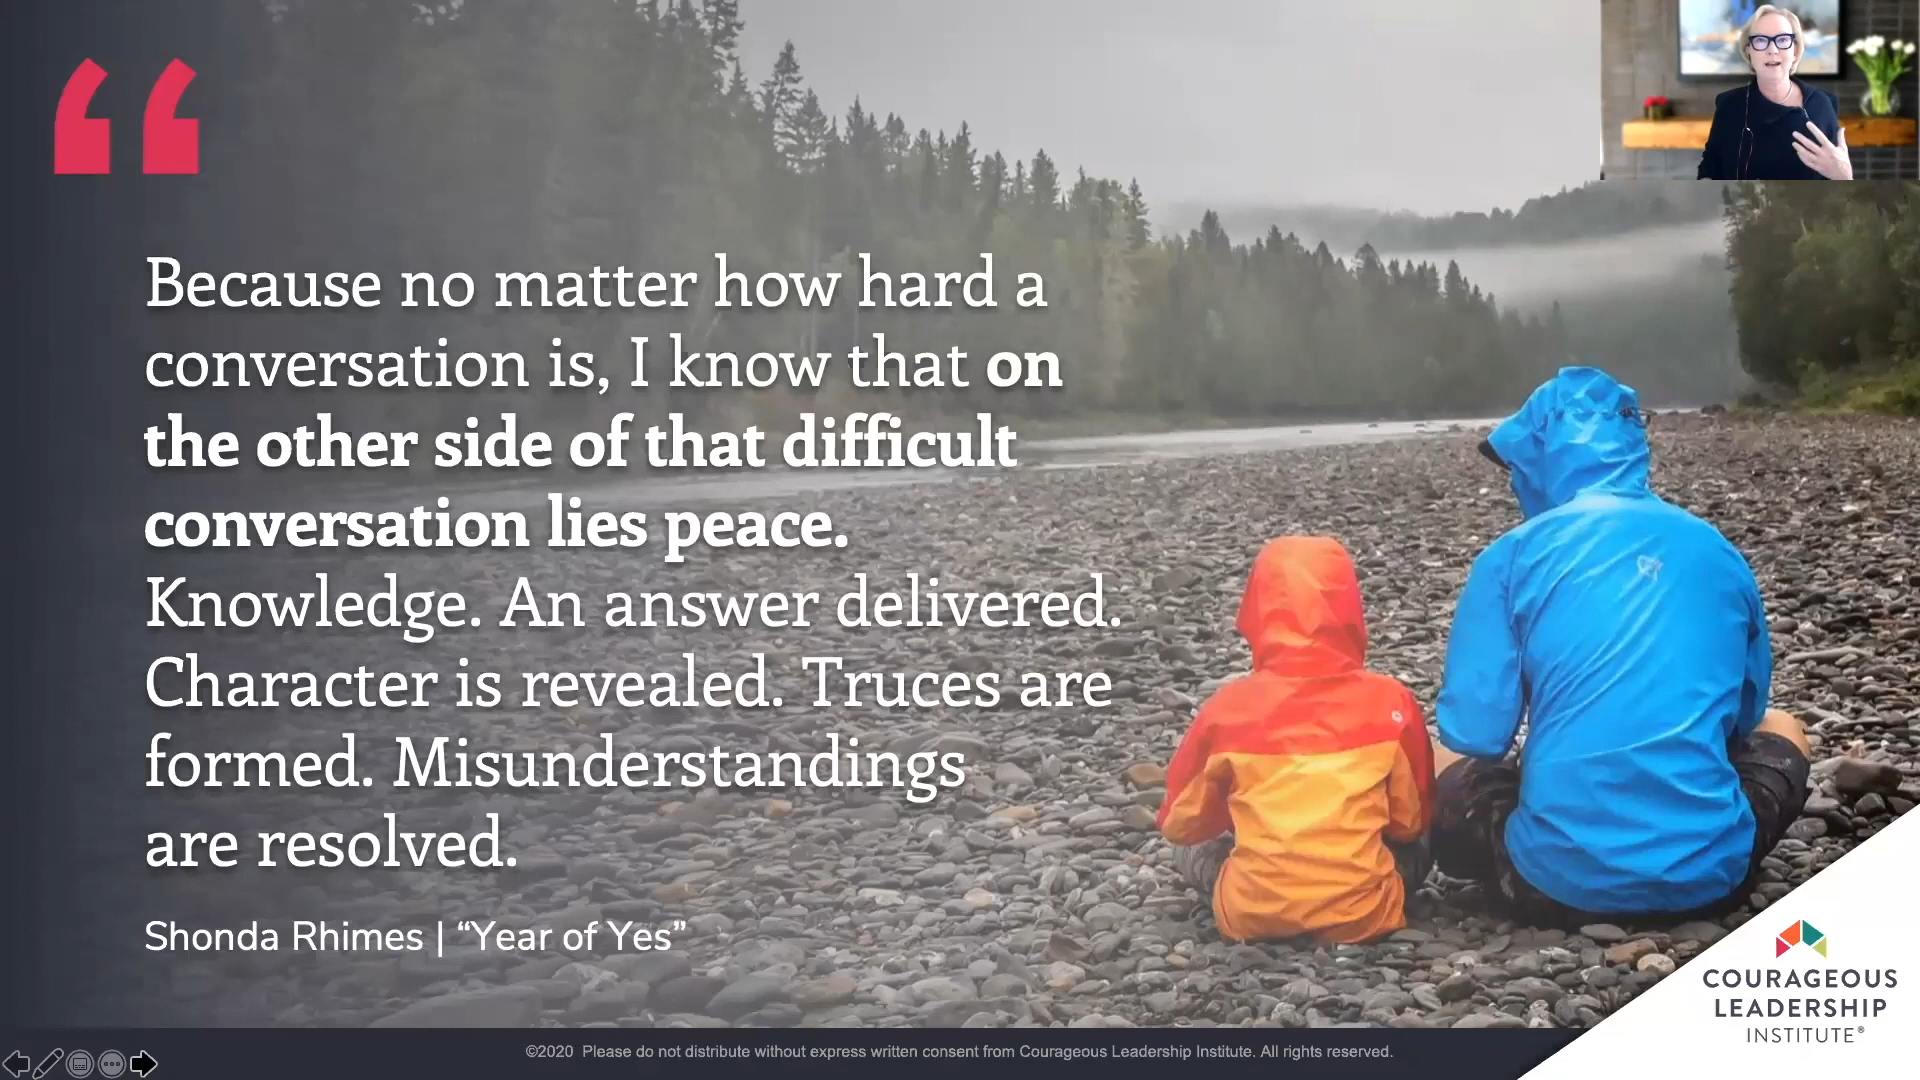 “
Because no matter how hard a
conversation is, I know that on
the other side of that difficult
conversation lies peace.
Knowledge. An answer delivered.
Character is revealed. Truces are
formed. Misunderstandings
are resolved.
Shonda Rhimes | “Year of Yes”
COURAGEOUS
LEADERSHIP
INSTITUTE®
©2020 Please do not distribute without express written consent from Courageous Leadership Institute. All rights reserved.